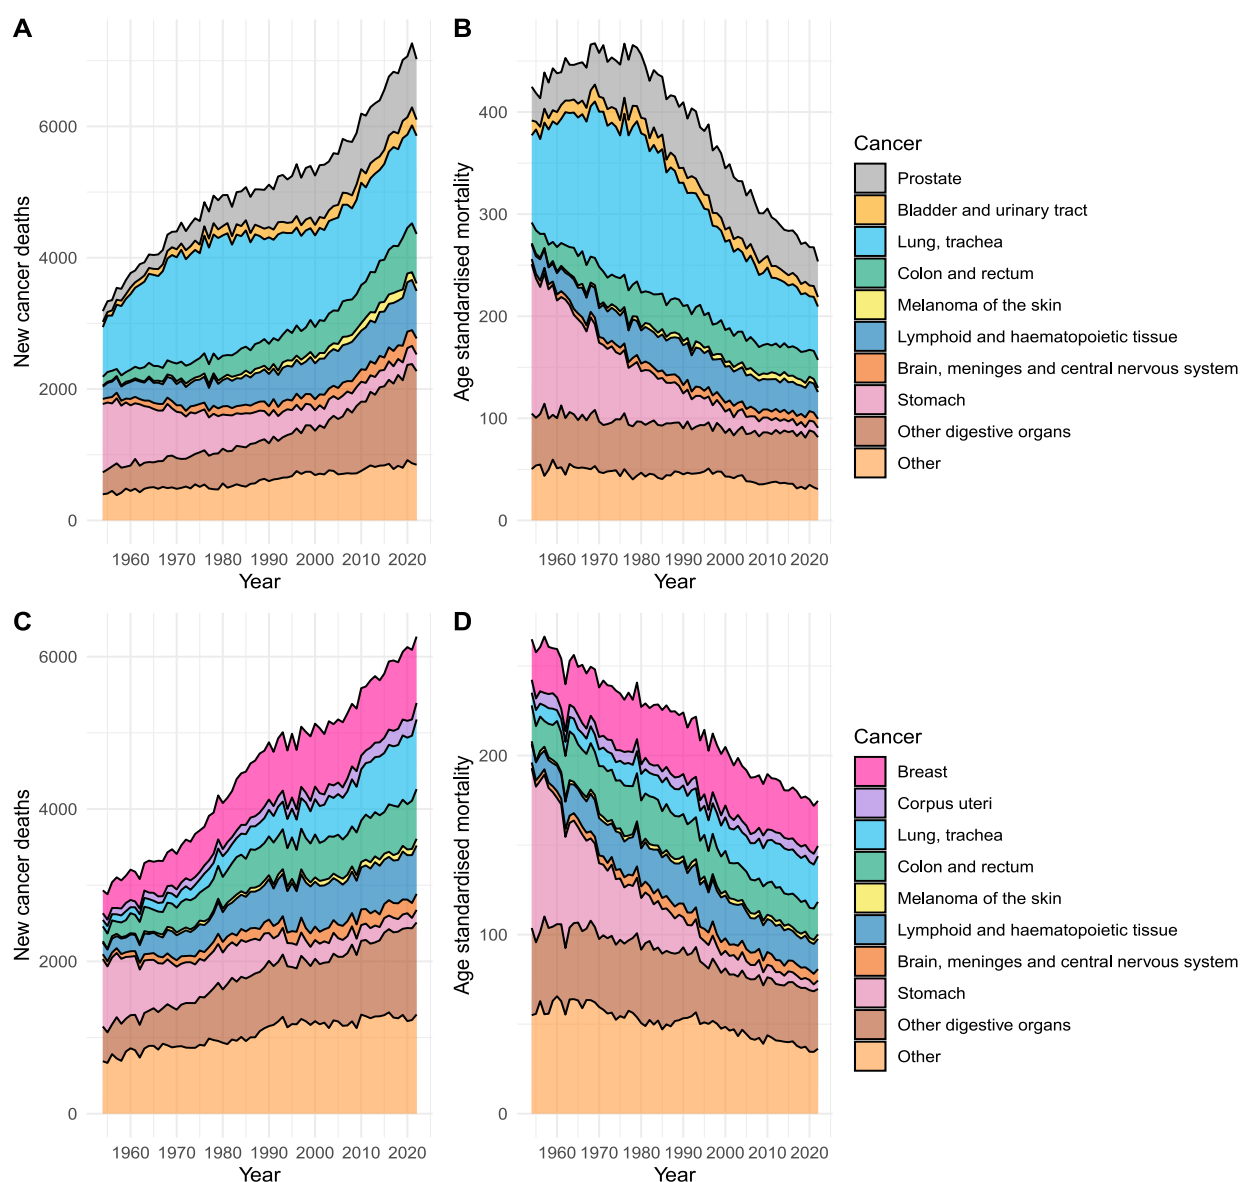 A
New cancer deaths
6000
4000
2000
0
1960 1970 1980 1990 2000 2010 2020
Year
B
Age standardised mortality
400
300
200
100
0
1960 1970 1980 1990 2000 2010 2020
Year
Cancer
Prostate
Bladder and urinary tract
Lung, trachea
Colon and rectum
Melanoma of the skin
Lymphoid and haematopoietic tissue
Brain, meninges and central nervous system
Stomach
Other digestive organs
Other
C
New cancer deaths
6000
4000
2000
0
1960 1970 1980 1990 2000 2010 2020
Year
D
Age standardised mortality
200
100
0
1960 1970 1980 1990 2000 2010 2020
Year
Cancer
Breast
Corpus uteri
Lung, trachea
Colon and rectum
Melanoma of the skin
Lymphoid and haematopoietic tissue
Brain, meninges and central nervous system
Stomach
Other digestive organs
Other